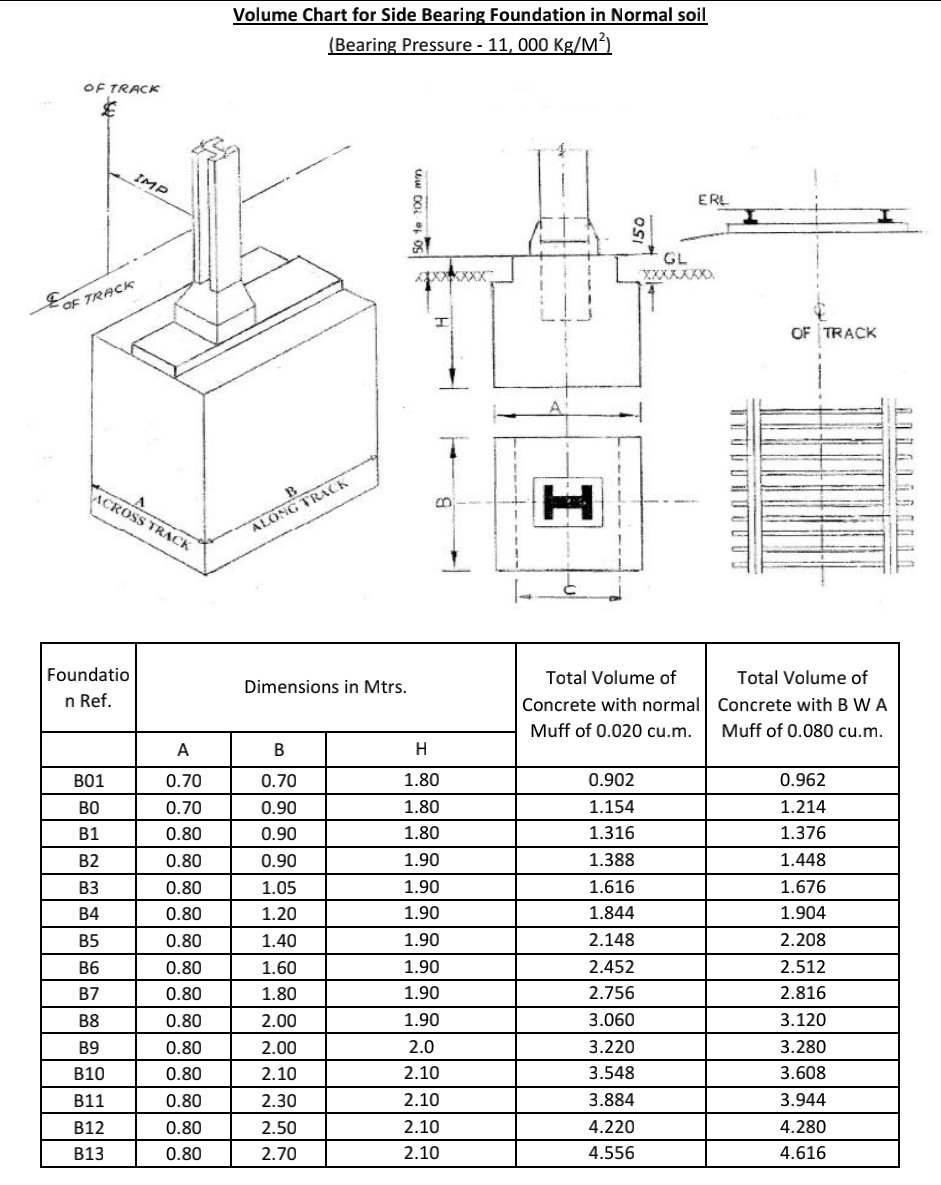 Volume Chart for Side Bearing Foundation in Normal soil
(Bearing Pressure - 11, 000 Kg/M²)
OF TRACK
℄
IMP
℄ OF TRACK
A
ACROSS TRACK
B
ALONG TRACK
50 to 100 mm
H
150
GL
A
B
C
ERL
℄
OF TRACK
Foundatio
n Ref.
Dimensions in Mtrs.
Total Volume of
Concrete with normal
Muff of 0.020 cu.m.
Total Volume of
Concrete with B W A
Muff of 0.080 cu.m.
A B H
B01 0.70 0.70 1.80 0.902 0.962
B0 0.70 0.90 1.80 1.154 1.214
B1 0.80 0.90 1.80 1.316 1.376
B2 0.80 0.90 1.90 1.388 1.448
B3 0.80 1.05 1.90 1.616 1.676
B4 0.80 1.20 1.90 1.844 1.904
B5 0.80 1.40 1.90 2.148 2.208
B6 0.80 1.60 1.90 2.452 2.512
B7 0.80 1.80 1.90 2.756 2.816
B8 0.80 2.00 1.90 3.060 3.120
B9 0.80 2.00 2.0 3.220 3.280
B10 0.80 2.10 2.10 3.548 3.608
B11 0.80 2.30 2.10 3.884 3.944
B12 0.80 2.50 2.10 4.220 4.280
B13 0.80 2.70 2.10 4.556 4.616